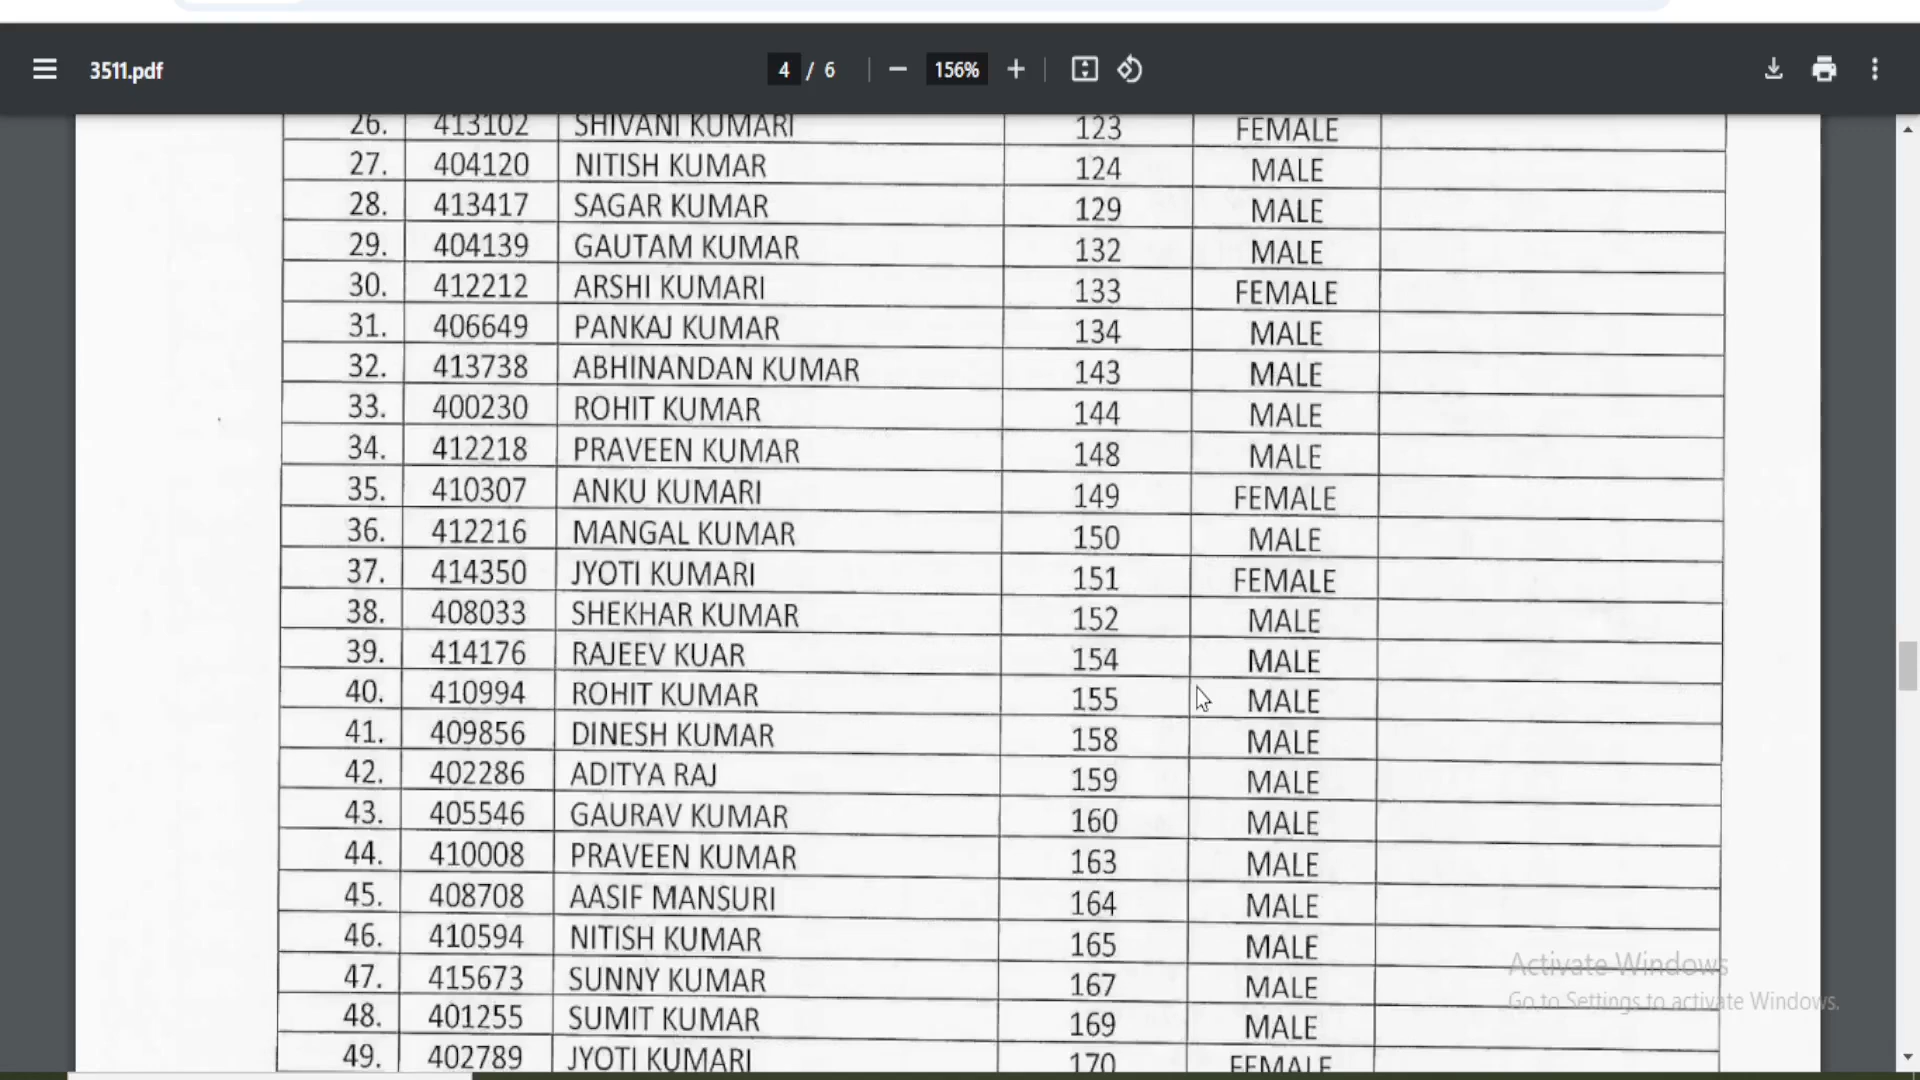 3511.pdf 4 / 6 156%
26. 413102 SHIVANI KUMARI 123 FEMALE
27. 404120 NITISH KUMAR 124 MALE
28. 413417 SAGAR KUMAR 129 MALE
29. 404139 GAUTAM KUMAR 132 MALE
30. 412212 ARSHI KUMARI 133 FEMALE
31. 406649 PANKAJ KUMAR 134 MALE
32. 413738 ABHINANDAN KUMAR 143 MALE
33. 400230 ROHIT KUMAR 144 MALE
34. 412218 PRAVEEN KUMAR 148 MALE
35. 410307 ANKU KUMARI 149 FEMALE
36. 412216 MANGAL KUMAR 150 MALE
37. 414350 JYOTI KUMARI 151 FEMALE
38. 408033 SHEKHAR KUMAR 152 MALE
39. 414176 RAJEEV KUAR 154 MALE
40. 410994 ROHIT KUMAR 155 MALE
41. 409856 DINESH KUMAR 158 MALE
42. 402286 ADITYA RAJ 159 MALE
43. 405546 GAURAV KUMAR 160 MALE
44. 410008 PRAVEEN KUMAR 163 MALE
45. 408708 AASIF MANSURI 164 MALE
46. 410594 NITISH KUMAR 165 MALE
47. 415673 SUNNY KUMAR 167 MALE
48. 401255 SUMIT KUMAR 169 MALE
49. 402789 JYOTI KUMARI 170 FEMALE
Activate Windows
Go to Settings to activate Windows.